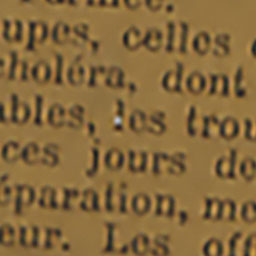 upes, celles
choléra, dont
ables, les trou
ces jours de
éparation, me
eur. Les off